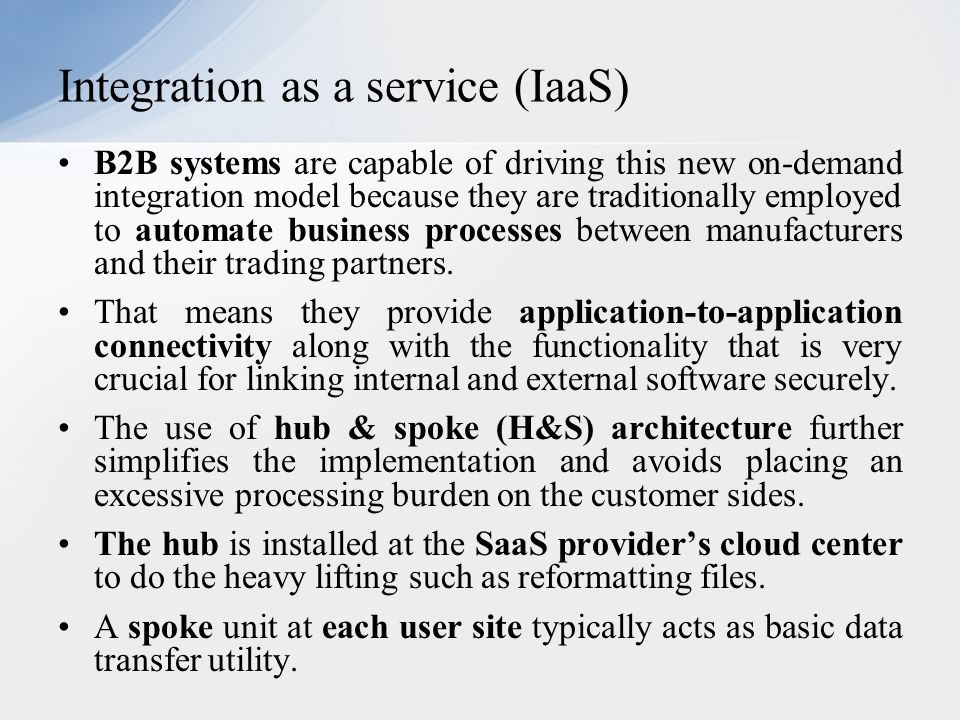 Integration as a service (IaaS)
• B2B systems are capable of driving this new on-demand
integration model because they are traditionally employed
to automate business processes between manufacturers
and their trading partners.
• That means they provide application-to-application
connectivity along with the functionality that is very
crucial for linking internal and external software securely.
• The use of hub & spoke (H&S) architecture further
simplifies the implementation and avoids placing an
excessive processing burden on the customer sides.
• The hub is installed at the SaaS provider’s cloud center
to do the heavy lifting such as reformatting files.
• A spoke unit at each user site typically acts as basic data
transfer utility.